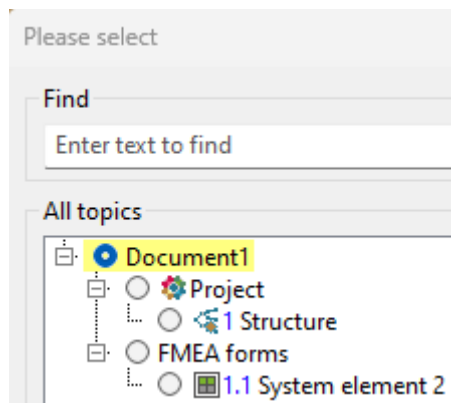 Please select
Find
Enter text to find
All topics
Document1
Project
1 Structure
FMEA forms
1.1 System element 2